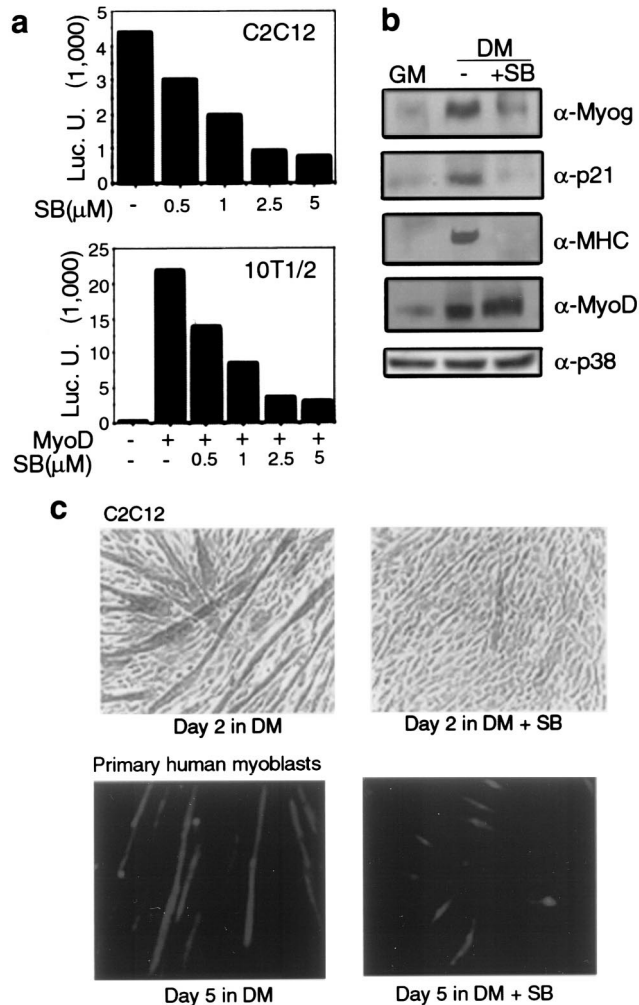 a
C2C12
Luc. U. (1,000)
5
4
3
2
1
0
SB(μM) - 0.5 1 2.5 5
10T1/2
Luc. U. (1,000)
25
20
15
10
5
0
MyoD - + + + + +
SB(μM) - - 0.5 1 2.5 5
b
DM
GM - +SB
α-Myog
α-p21
α-MHC
α-MyoD
α-p38
c
C2C12
Day 2 in DM
Day 2 in DM + SB
Primary human myoblasts
Day 5 in DM
Day 5 in DM + SB